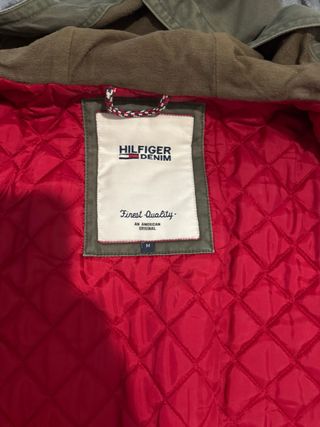 HILFIGER
DENIM
Finest Quality.
AN AMERICAN
ORIGINAL
M